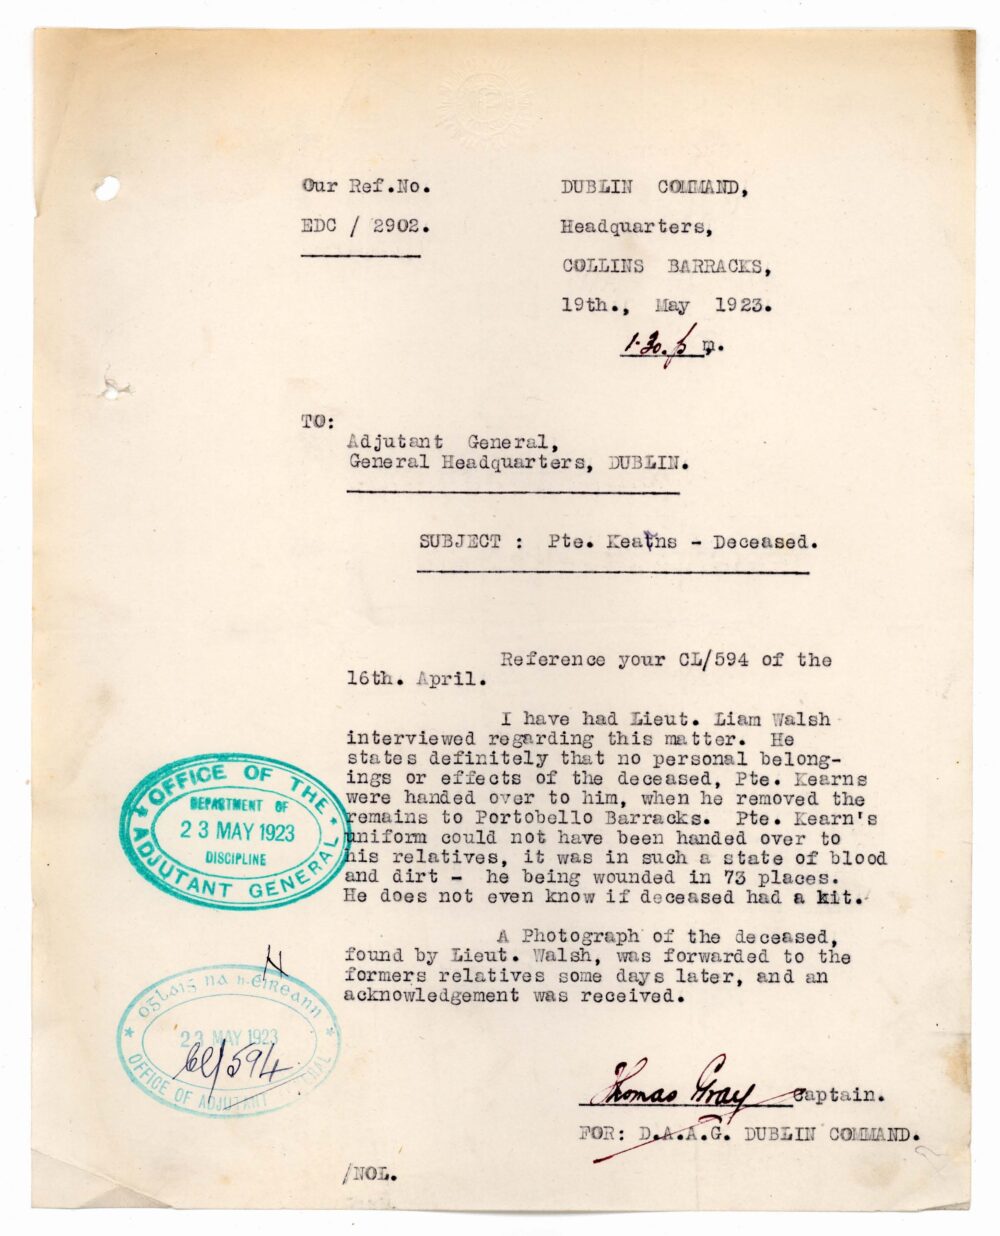 Our Ref.No. DUBLIN COMMAND,
EDC / 2902. Headquarters,
COLLINS BARRACKS,
19th., May 1923.
1.30.p m.
TO:
Adjutant General,
General Headquarters, DUBLIN.
SUBJECT : Pte. Kearns - Deceased.
Reference your CL/594 of the
16th. April.
I have had Lieut. Liam Walsh
interviewed regarding this matter. He
states definitely that no personal belong-
ings or effects of the deceased, Pte. Kearns
were handed over to him, when he removed the
remains to Portobello Barracks. Pte. Kearn's
uniform could not have been handed over to
his relatives, it was in such a state of blood
and dirt - he being wounded in 73 places.
He does not even know if deceased had a kit.
A Photograph of the deceased,
found by Lieut. Walsh, was forwarded to the
formers relatives some days later, and an
acknowledgement was received.
OFFICE OF THE
DEPARTMENT OF
23 MAY 1923
DISCIPLINE
ADJUTANT GENERAL
Óglaiġ na h-Éireann
23 MAY 1923
OFFICE OF ADJUTANT GENERAL
Thomas Gray Captain.
FOR: D.A.A.G. DUBLIN COMMAND.
/NOL.